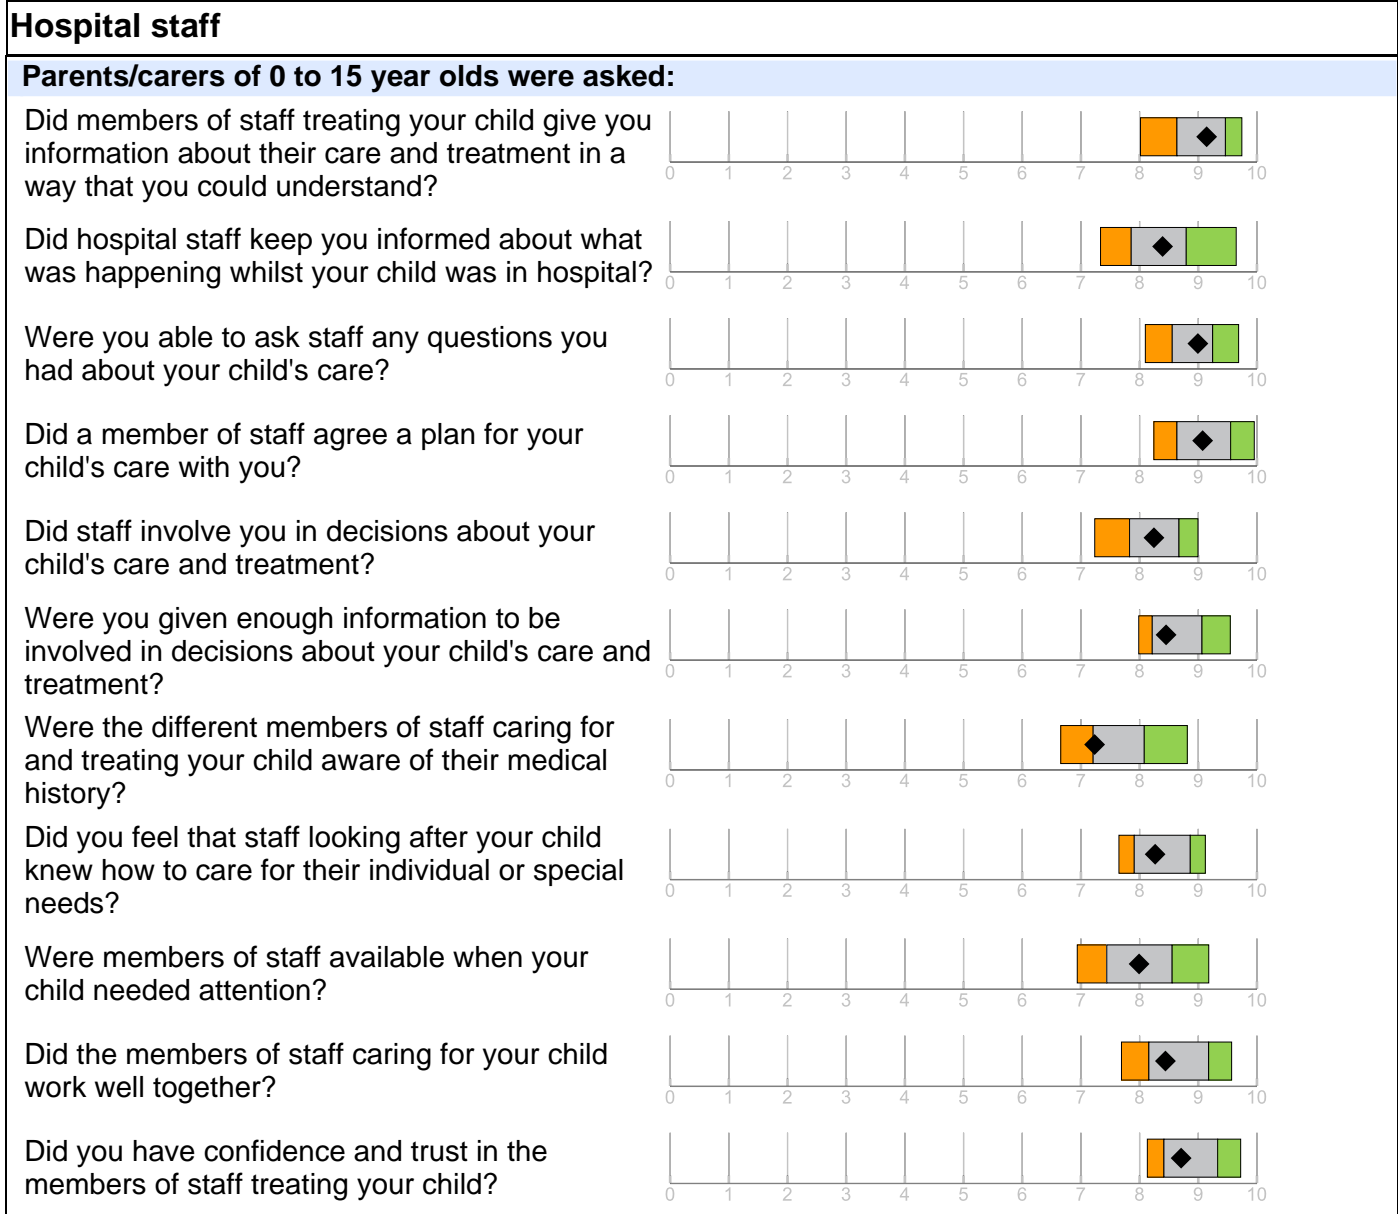 Hospital staff
Parents/carers of 0 to 15 year olds were asked:
Did members of staff treating your child give you
information about their care and treatment in a
way that you could understand?
0 1 2 3 4 5 6 7 8 9 10
Did hospital staff keep you informed about what
was happening whilst your child was in hospital?
0 1 2 3 4 5 6 7 8 9 10
Were you able to ask staff any questions you
had about your child's care?
0 1 2 3 4 5 6 7 8 9 10
Did a member of staff agree a plan for your
child's care with you?
0 1 2 3 4 5 6 7 8 9 10
Did staff involve you in decisions about your
child's care and treatment?
0 1 2 3 4 5 6 7 8 9 10
Were you given enough information to be
involved in decisions about your child's care and
treatment?
0 1 2 3 4 5 6 7 8 9 10
Were the different members of staff caring for
and treating your child aware of their medical
history?
0 1 2 3 4 5 6 7 8 9 10
Did you feel that staff looking after your child
knew how to care for their individual or special
needs?
0 1 2 3 4 5 6 7 8 9 10
Were members of staff available when your
child needed attention?
0 1 2 3 4 5 6 7 8 9 10
Did the members of staff caring for your child
work well together?
0 1 2 3 4 5 6 7 8 9 10
Did you have confidence and trust in the
members of staff treating your child?
0 1 2 3 4 5 6 7 8 9 10